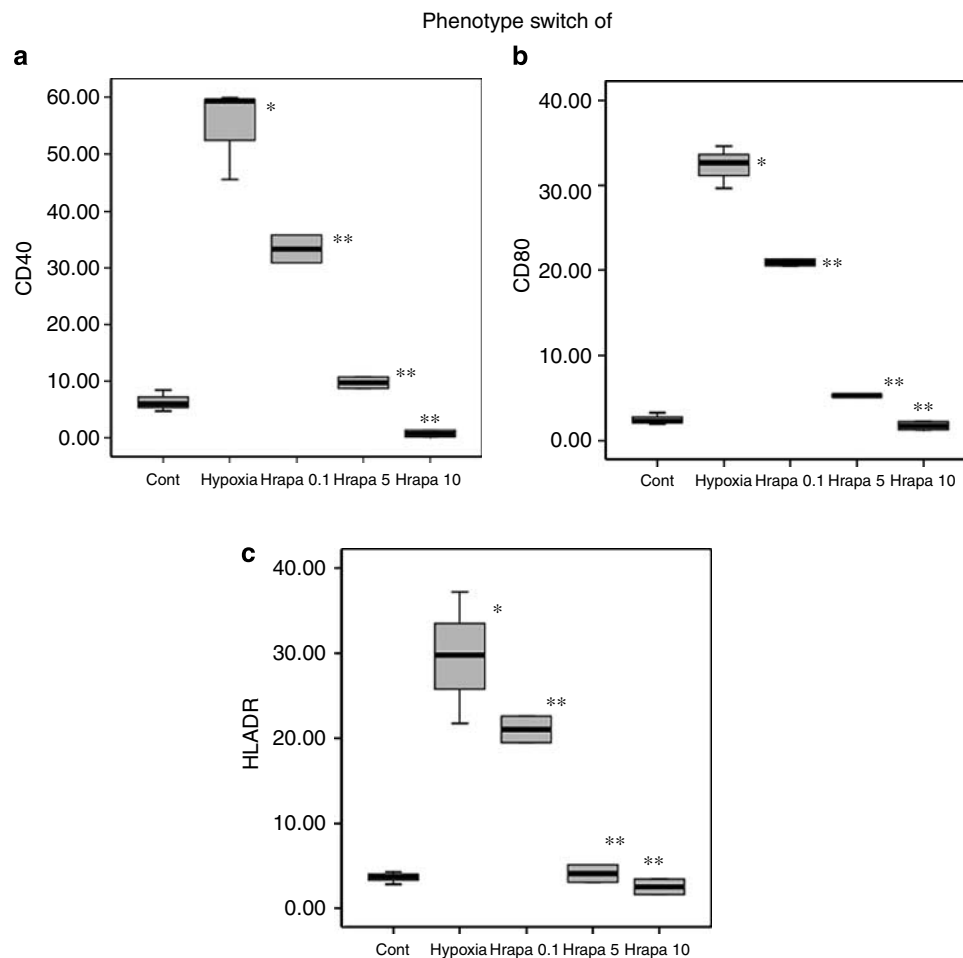 Phenotype switch of
a
60.00
50.00
40.00
30.00
20.00
10.00
0.00
CD40
*
**
**
**
Cont Hypoxia Hrapa 0.1 Hrapa 5 Hrapa 10
b
40.00
30.00
20.00
10.00
0.00
CD80
*
**
**
**
Cont Hypoxia Hrapa 0.1 Hrapa 5 Hrapa 10
c
40.00
30.00
20.00
10.00
0.00
HLADR
*
**
**
**
Cont Hypoxia Hrapa 0.1 Hrapa 5 Hrapa 10